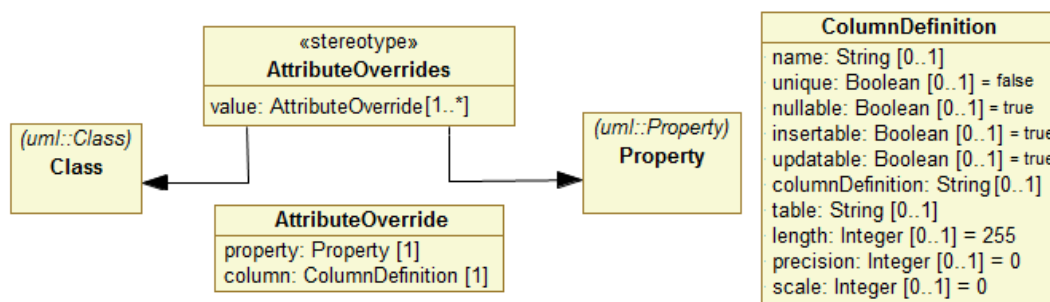 «stereotype»
AttributeOverrides
value: AttributeOverride[1..*]
(uml::Class)
Class
(uml::Property)
Property
AttributeOverride
property: Property [1]
column: ColumnDefinition [1]
ColumnDefinition
name: String [0..1]
unique: Boolean [0..1] = false
nullable: Boolean [0..1] = true
insertable: Boolean [0..1] = true
updatable: Boolean [0..1] = true
columnDefinition: String[0..1]
table: String [0..1]
length: Integer [0..1] = 255
precision: Integer [0..1] = 0
scale: Integer [0..1] = 0